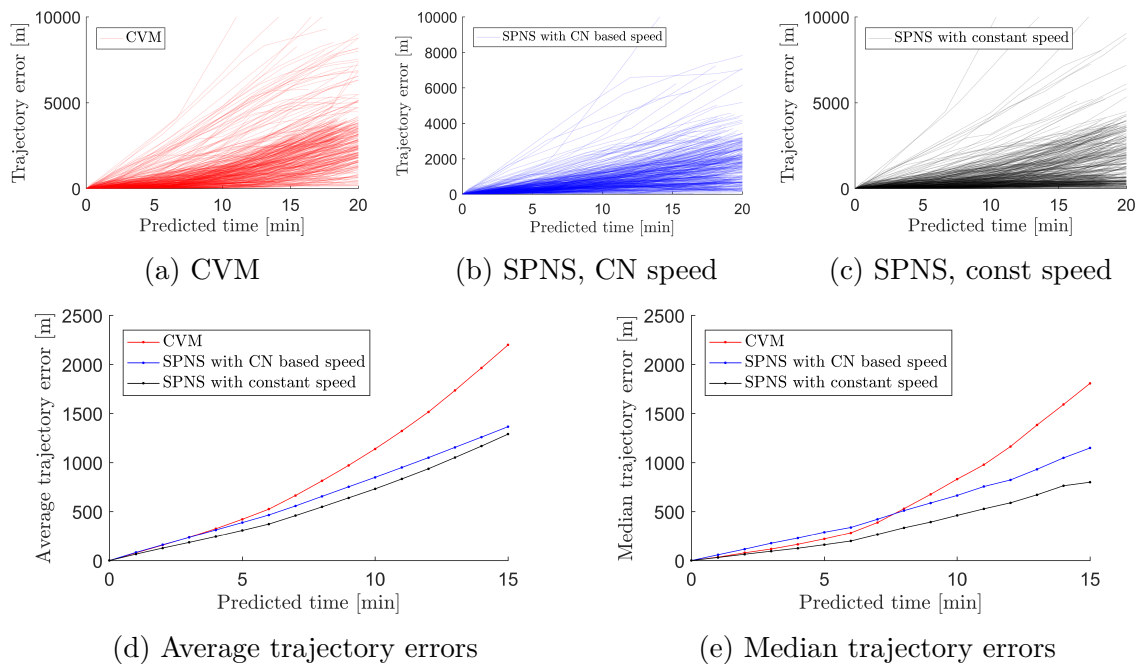 10000
5000
0
Trajectory error [m]
CVM
0 5 10 15 20
Predicted time [min]
(a) CVM
10000
8000
6000
4000
2000
0
Trajectory error [m]
SPNS with CN based speed
0 5 10 15 20
Predicted time [min]
(b) SPNS, CN speed
10000
5000
0
Trajectory error [m]
SPNS with constant speed
0 5 10 15 20
Predicted time [min]
(c) SPNS, const speed
2500
2000
1500
1000
500
0
Average trajectory error [m]
CVM
SPNS with CN based speed
SPNS with constant speed
0 5 10 15
Predicted time [min]
(d) Average trajectory errors
2500
2000
1500
1000
500
0
Median trajectory error [m]
CVM
SPNS with CN based speed
SPNS with constant speed
0 5 10 15
Predicted time [min]
(e) Median trajectory errors